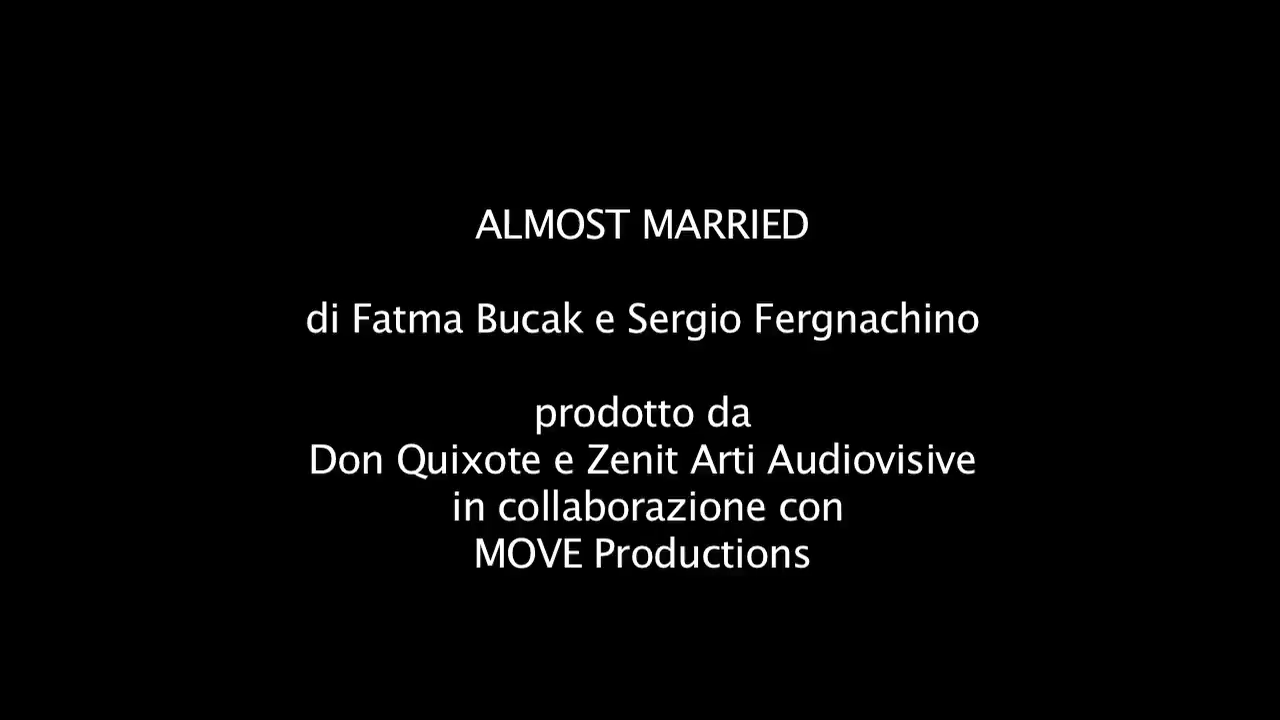 ALMOST MARRIED
di Fatma Bucak e Sergio Fergnachino
prodotto da
Don Quixote e Zenit Arti Audiovisive
in collaborazione con
MOVE Productions